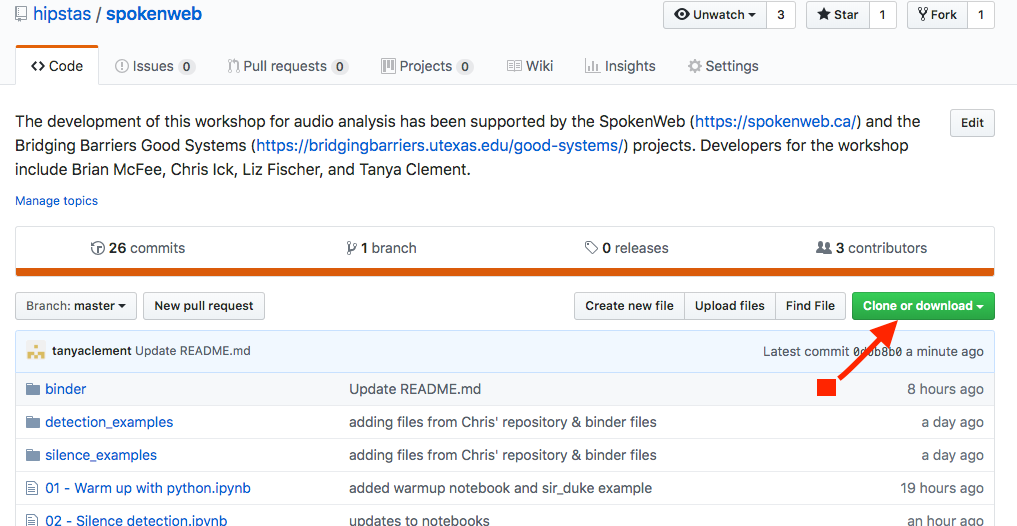 hipstas / spokenweb Unwatch 3 Star 1 Fork 1
Code Issues 0 Pull requests 0 Projects 0 Wiki Insights Settings
The development of this workshop for audio analysis has been supported by the SpokenWeb (https://spokenweb.ca/) and the Edit
Bridging Barriers Good Systems (https://bridgingbarriers.utexas.edu/good-systems/) projects. Developers for the workshop
include Brian McFee, Chris Ick, Liz Fischer, and Tanya Clement.
Manage topics
26 commits 1 branch 0 releases 3 contributors
Branch: master New pull request Create new file Upload files Find File Clone or download
tanyaclement Update README.md Latest commit a minute ago
binder Update README.md 8 hours ago
detection_examples adding files from Chris' repository & binder files a day ago
silence_examples adding files from Chris' repository & binder files a day ago
01 - Warm up with python.ipynb added warmup notebook and sir_duke example 19 hours ago
02 - Silence detection.ipynb updates to notebooks an hour ago